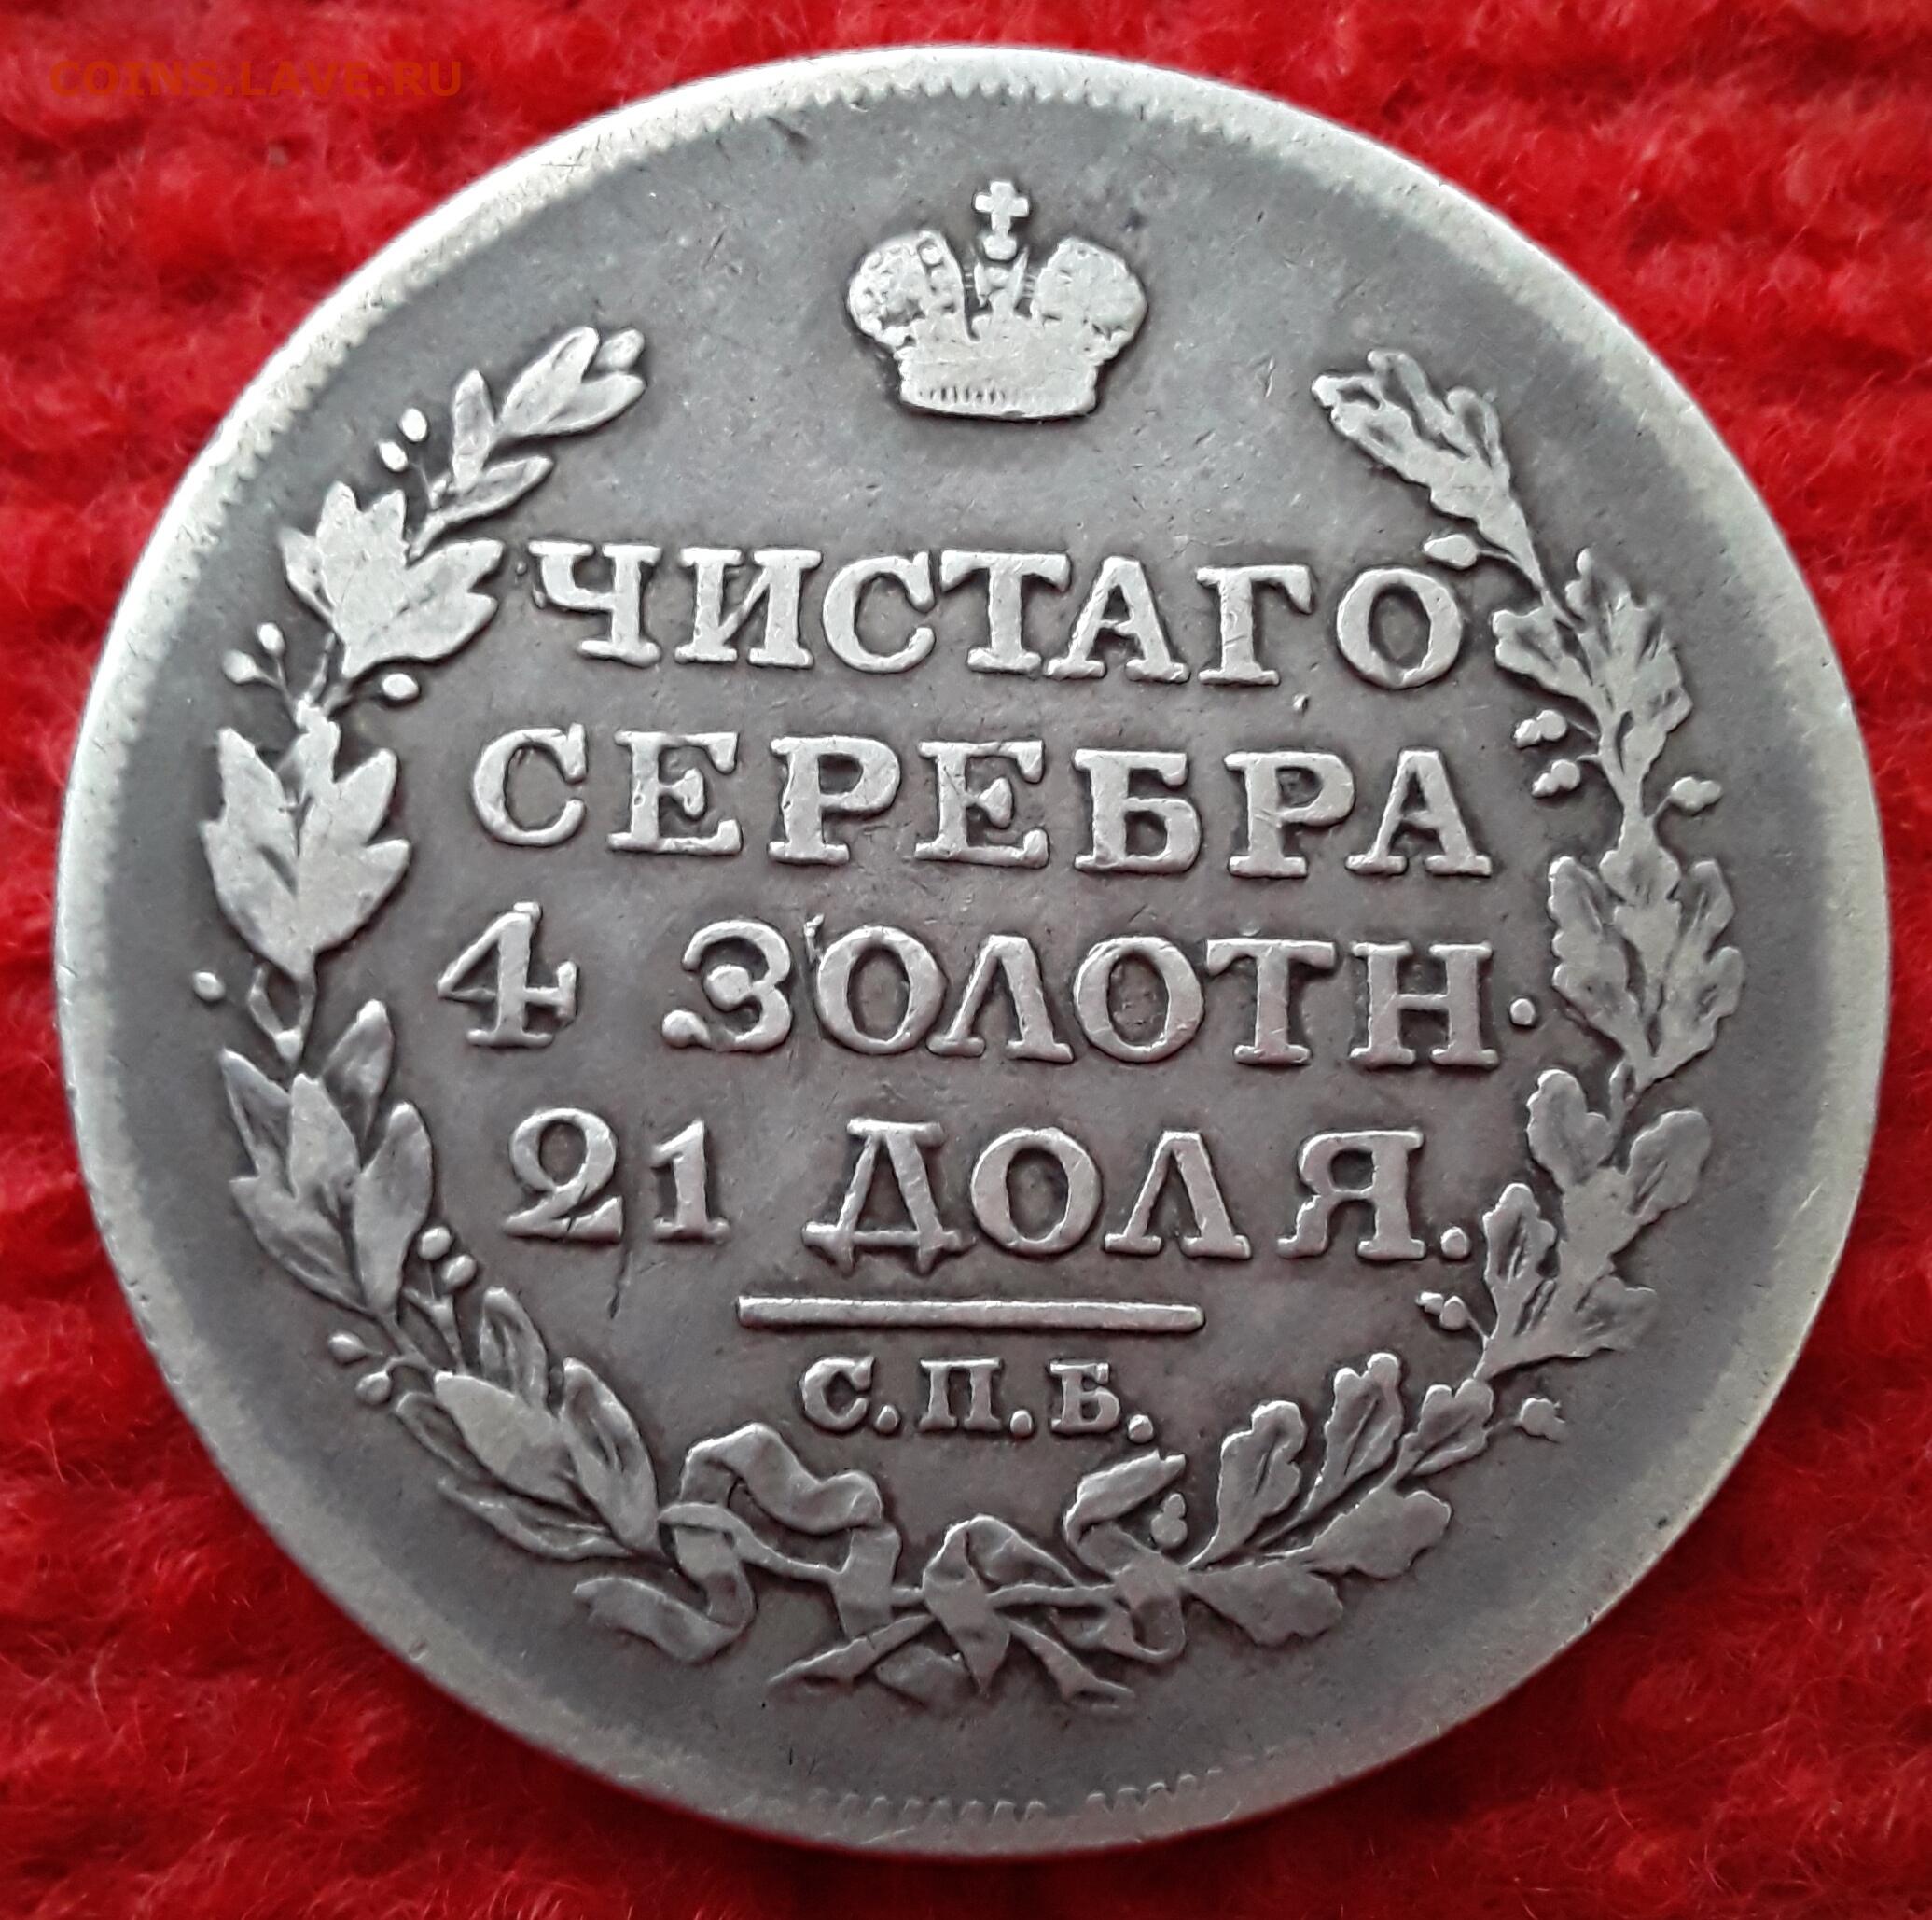 COINS.LAVE.RU
ЧИСТАГО
СЕРЕБРА
4 ЗОЛОТН.
21 ДОЛЯ.
С.П.Б.